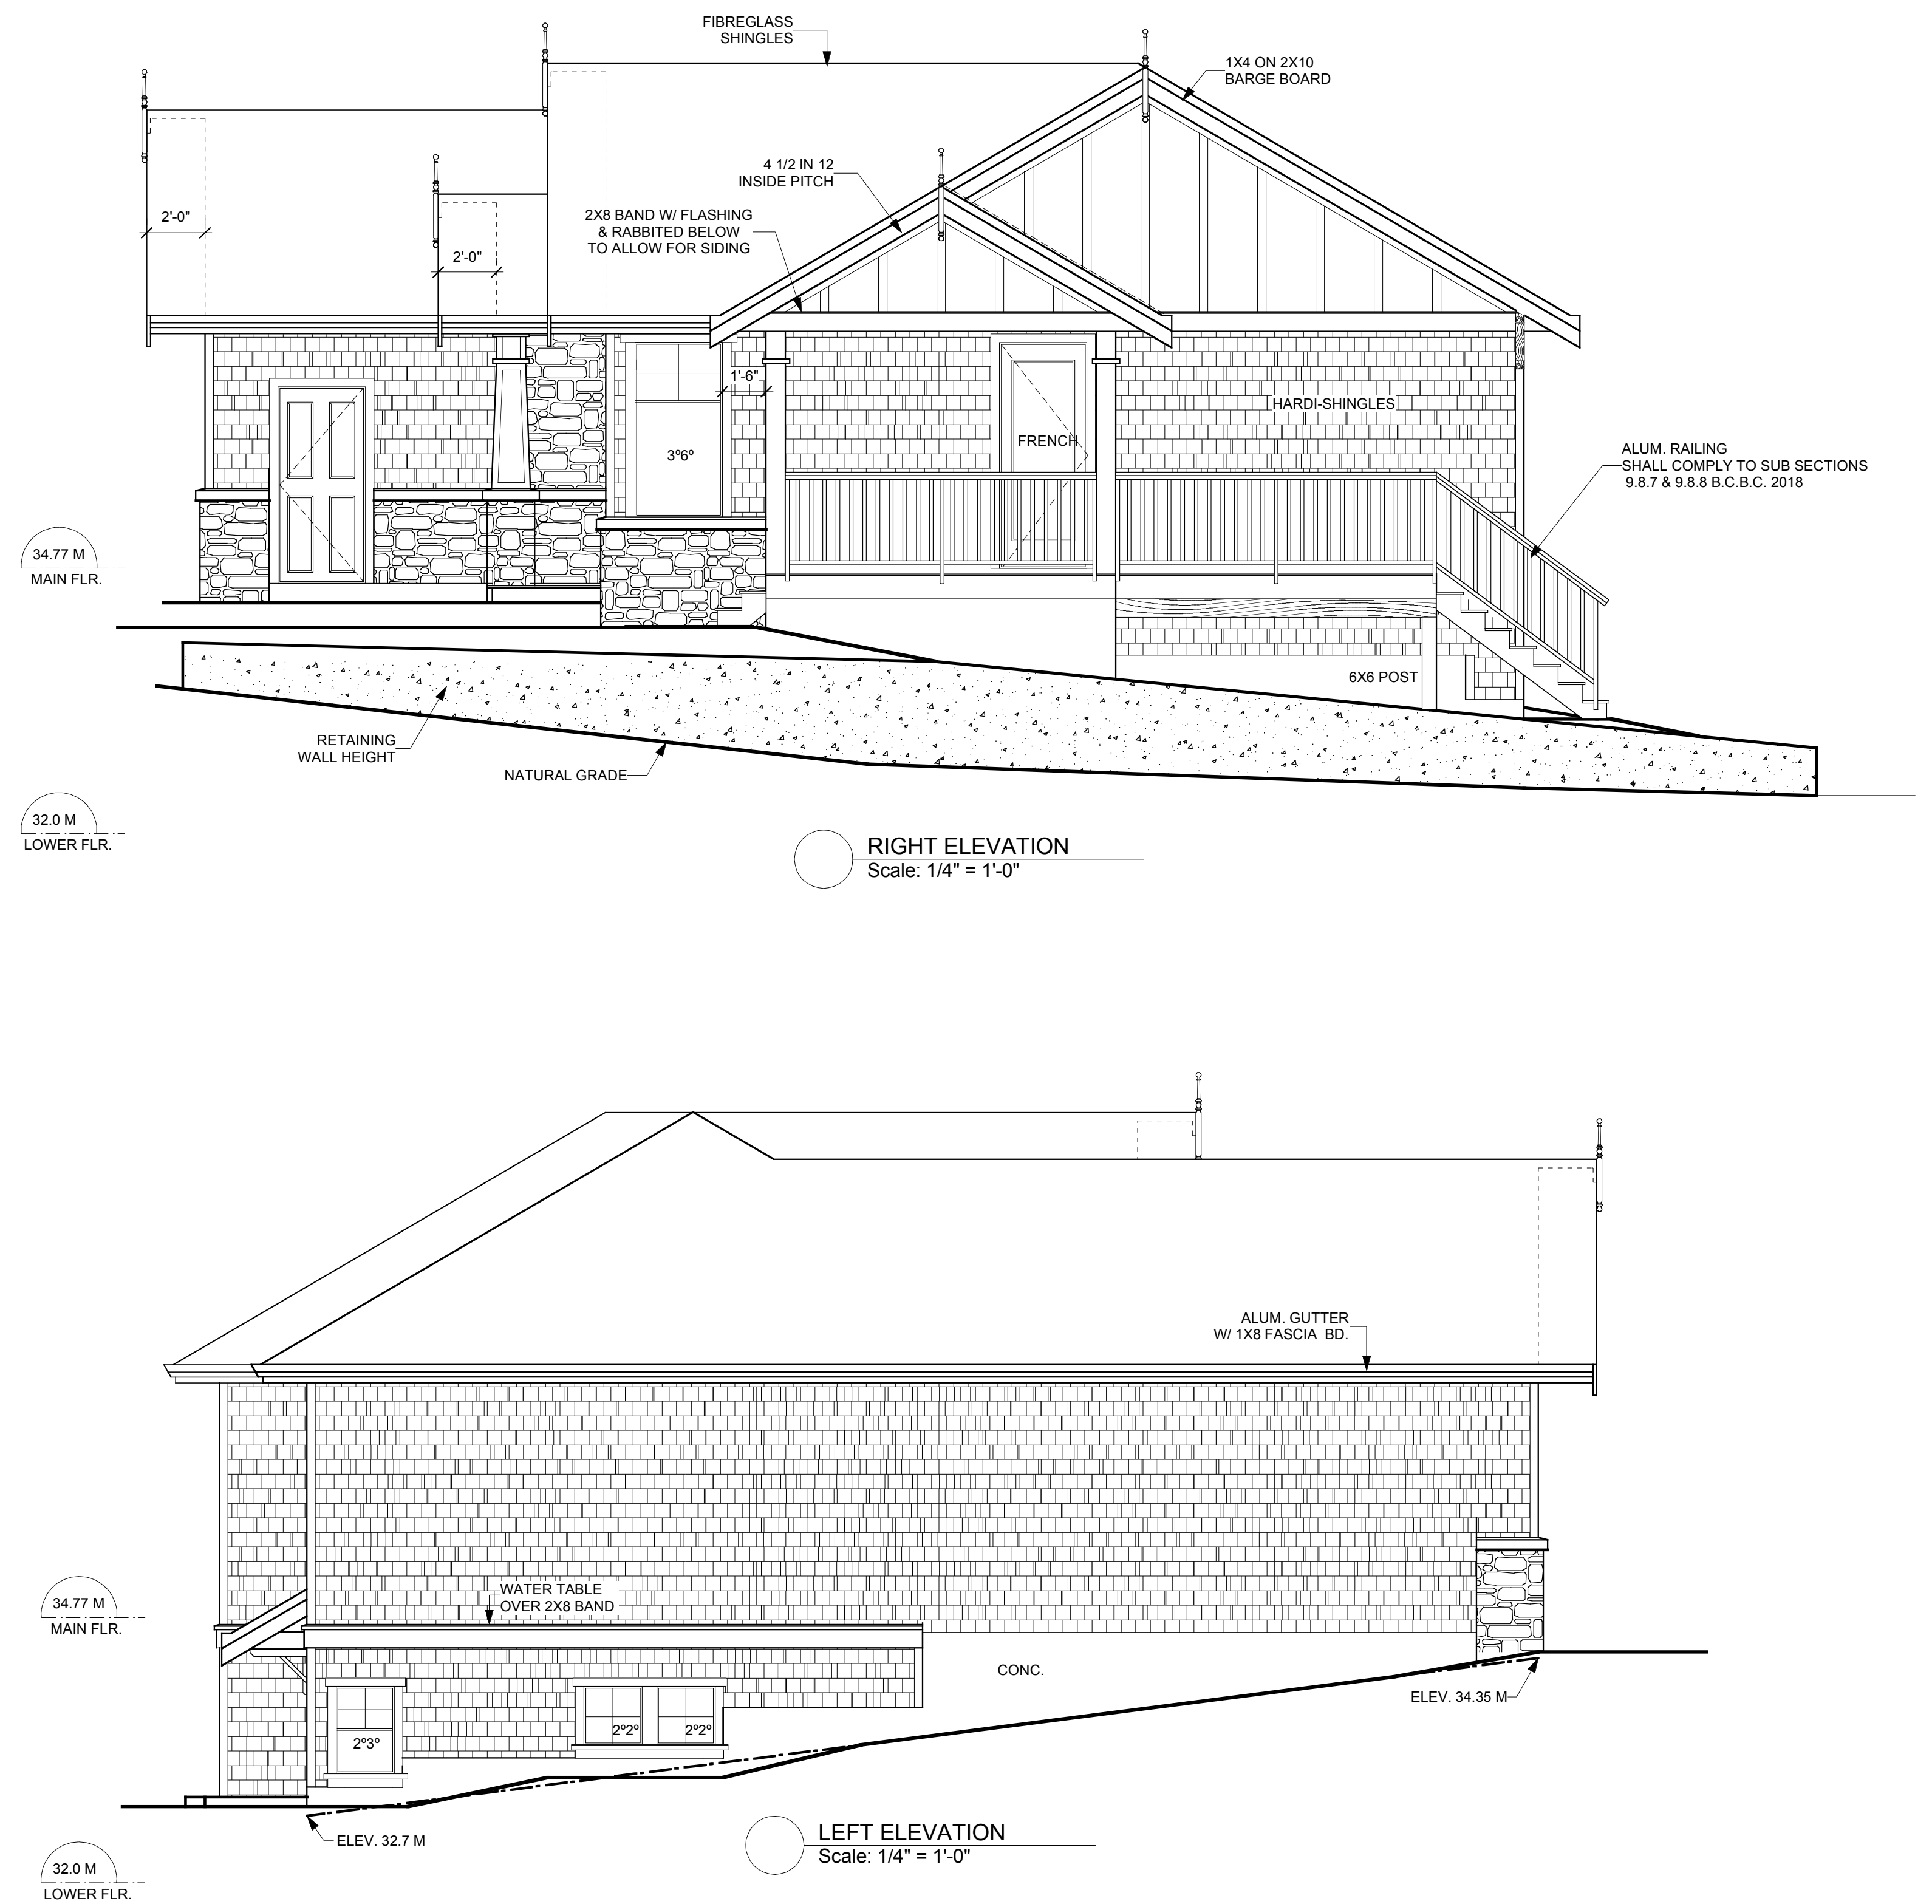 FIBREGLASS
SHINGLES
1X4 ON 2X10
BARGE BOARD
4 1/2 IN 12
INSIDE PITCH
2'-0"
2X8 BAND W/ FLASHING
& RABBITED BELOW
TO ALLOW FOR SIDING
2'-0"
1'-6"
HARDI-SHINGLES
FRENCH
3º6º
ALUM. RAILING
SHALL COMPLY TO SUB SECTIONS
9.8.7 & 9.8.8 B.C.B.C. 2018
34.77 M
MAIN FLR.
6X6 POST
RETAINING
WALL HEIGHT
NATURAL GRADE
32.0 M
LOWER FLR.
RIGHT ELEVATION
Scale: 1/4" = 1'-0"
ALUM. GUTTER
W/ 1X8 FASCIA BD.
WATER TABLE
OVER 2X8 BAND
34.77 M
MAIN FLR.
CONC.
ELEV. 34.35 M
2º2º
2º2º
2º3º
ELEV. 32.7 M
LEFT ELEVATION
Scale: 1/4" = 1'-0"
32.0 M
LOWER FLR.